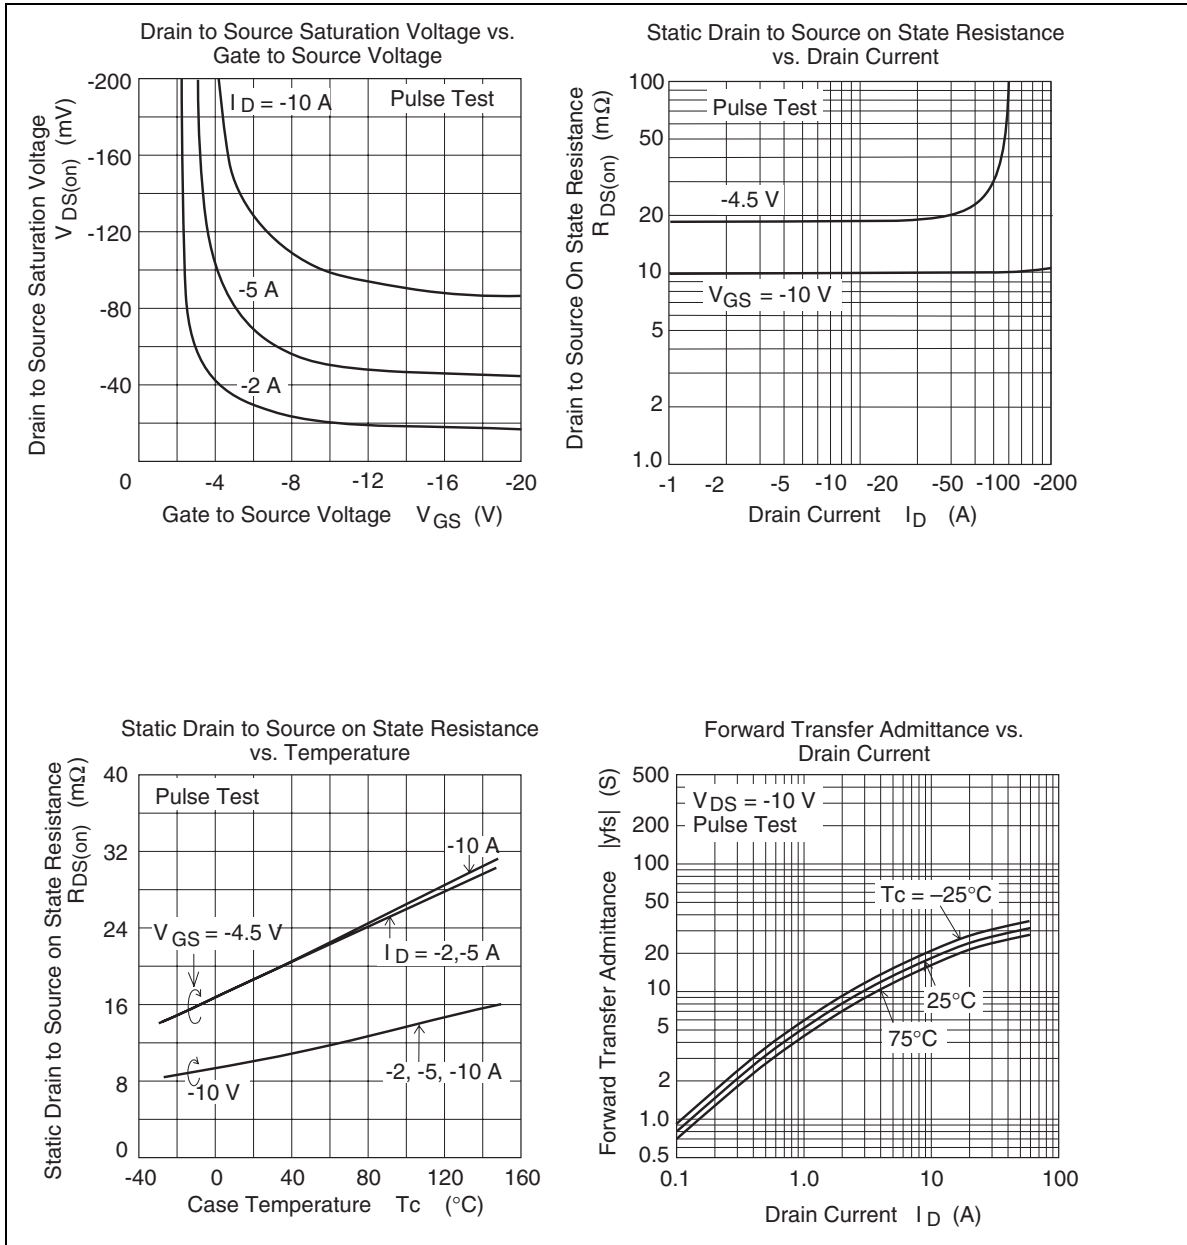 Drain to Source Saturation Voltage vs.
Gate to Source Voltage
Drain to Source Saturation Voltage
V DS(on) (mV)
-200
-160
-120
-80
-40
0
I D = -10 A
Pulse Test
-5 A
-2 A
-4
-8
-12
-16
-20
Gate to Source Voltage V GS (V)
Static Drain to Source on State Resistance
vs. Drain Current
Drain to Source On State Resistance
R DS(on) (mΩ)
100
50
20
10
5
2
1.0
Pulse Test
-4.5 V
V GS = -10 V
-1
-2
-5
-10
-20
-50
-100
-200
Drain Current I D (A)
Static Drain to Source on State Resistance
vs. Temperature
Static Drain to Source on State Resistance
R DS(on) (mΩ)
40
32
24
16
8
0
Pulse Test
-10 A
V GS = -4.5 V
I D = -2,-5 A
-10 V
-2, -5, -10 A
-40
0
40
80
120
160
Case Temperature Tc (°C)
Forward Transfer Admittance vs.
Drain Current
Forward Transfer Admittance |yfs| (S)
500
200
100
50
20
10
5
2
1.0
0.5
V DS = -10 V
Pulse Test
Tc = –25°C
25°C
75°C
0.1
1.0
10
100
Drain Current I D (A)